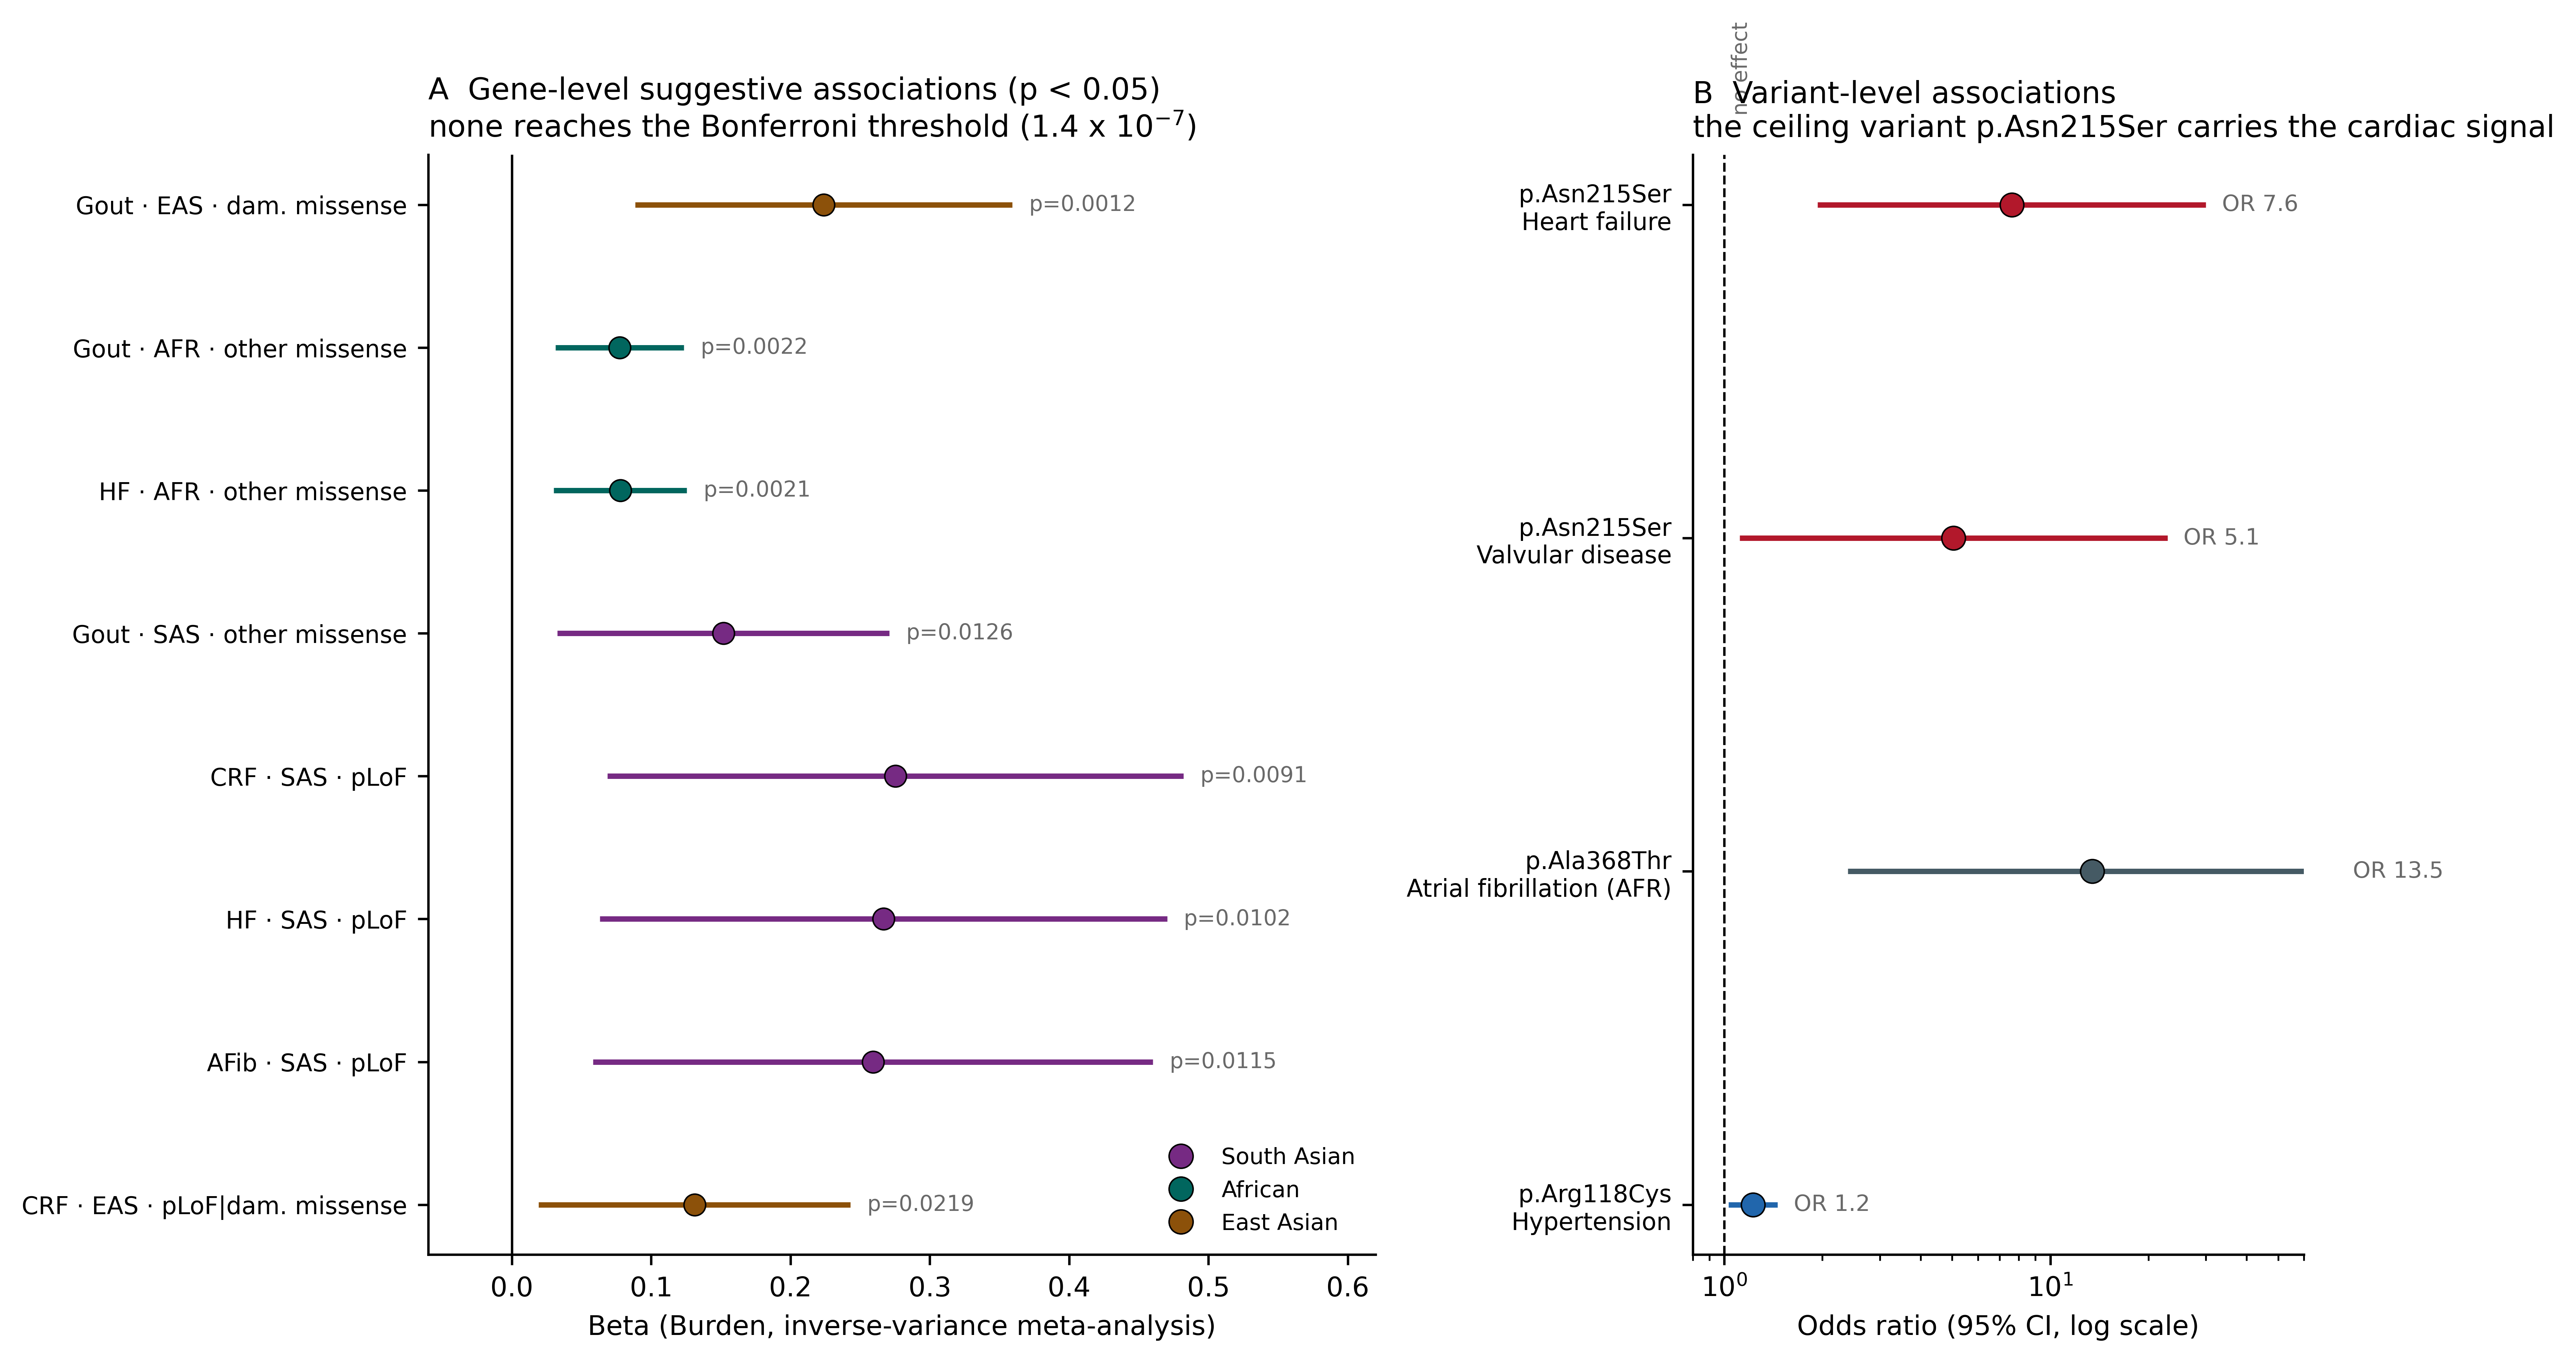 A  Gene-level suggestive associations (p < 0.05)
none reaches the Bonferroni threshold (1.4 x 10⁻⁷)
Gout · EAS · dam. missense
p=0.0012
Gout · AFR · other missense
p=0.0022
HF · AFR · other missense
p=0.0021
Gout · SAS · other missense
p=0.0126
CRF · SAS · pLoF
p=0.0091
HF · SAS · pLoF
p=0.0102
AFib · SAS · pLoF
p=0.0115
CRF · EAS · pLoF|dam. missense
p=0.0219
South Asian
African
East Asian
0.0 0.1 0.2 0.3 0.4 0.5 0.6
Beta (Burden, inverse-variance meta-analysis)
no effect
B  Variant-level associations
the ceiling variant p.Asn215Ser carries the cardiac signal
p.Asn215Ser
Heart failure
OR 7.6
p.Asn215Ser
Valvular disease
OR 5.1
p.Ala368Thr
Atrial fibrillation (AFR)
OR 13.5
p.Arg118Cys
Hypertension
OR 1.2
10⁰ 10¹
Odds ratio (95% CI, log scale)